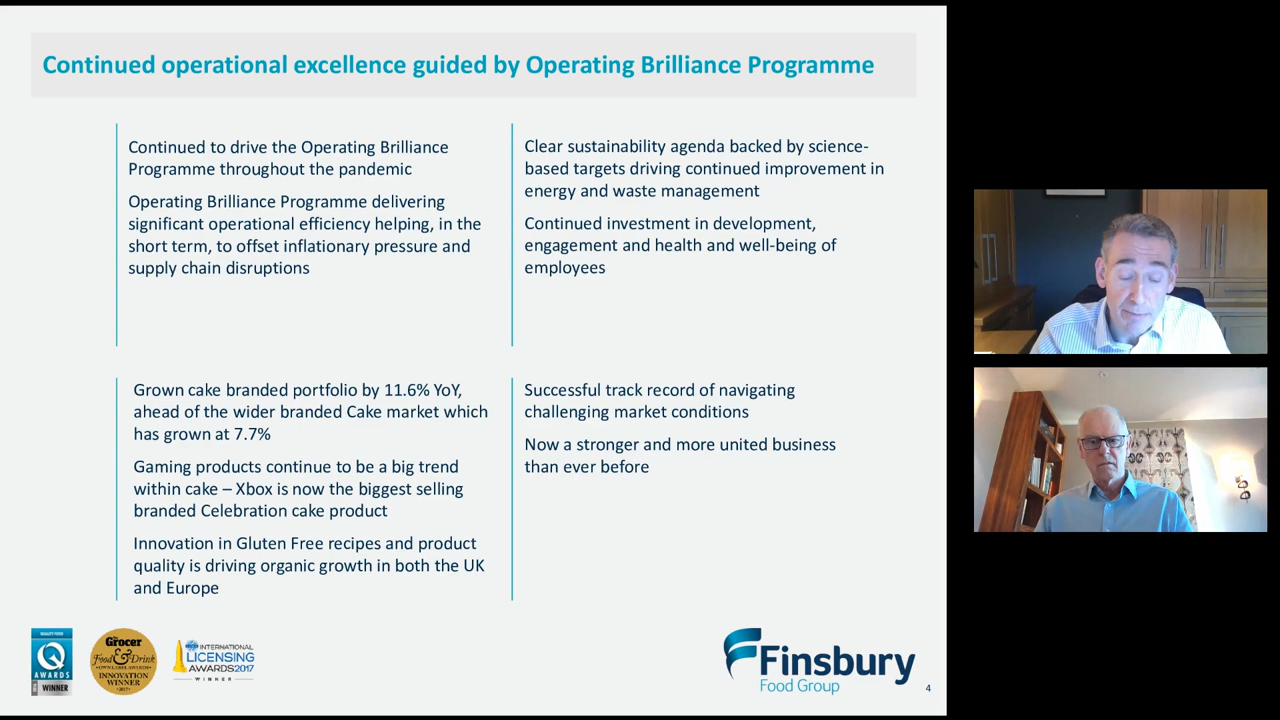 Continued operational excellence guided by Operating Brilliance Programme
Continued to drive the Operating Brilliance
Programme throughout the pandemic
Operating Brilliance Programme delivering
significant operational efficiency helping, in the
short term, to offset inflationary pressure and
supply chain disruptions
Clear sustainability agenda backed by science-
based targets driving continued improvement in
energy and waste management
Continued investment in development,
engagement and health and well-being of
employees
Grown cake branded portfolio by 11.6% YoY,
ahead of the wider branded Cake market which
has grown at 7.7%
Gaming products continue to be a big trend
within cake – Xbox is now the biggest selling
branded Celebration cake product
Innovation in Gluten Free recipes and product
quality is driving organic growth in both the UK
and Europe
Successful track record of navigating
challenging market conditions
Now a stronger and more united business
than ever before
QUALITY FOOD
Q
AWARDS
WINNER
The Grocer
Food & Drink
OWN LABEL AWARDS
INNOVATION
WINNER
2017
INTERNATIONAL
LICENSING
AWARDS2017
WINNER
Finsbury
Food Group
4